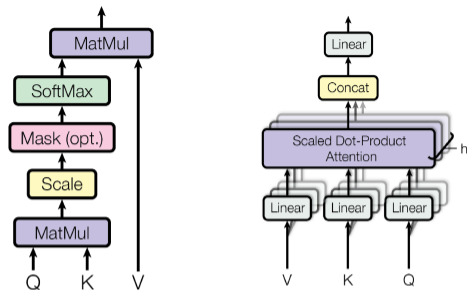 MatMul
SoftMax
Mask (opt.)
Scale
MatMul
Q K V
Linear
Concat
Scaled Dot-Product
Attention
h
Linear Linear Linear
V K Q